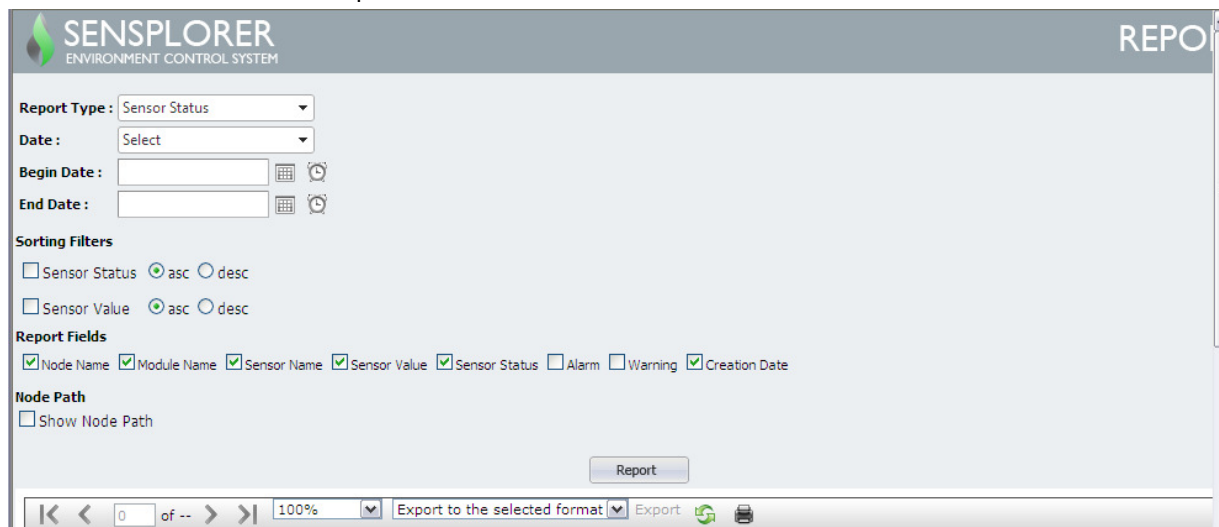 SENSPLORER
ENVIRONMENT CONTROL SYSTEM
REPO
Report Type : Sensor Status
Date : Select
Begin Date :
End Date :
Sorting Filters
Sensor Status asc desc
Sensor Value asc desc
Report Fields
Node Name Module Name Sensor Name Sensor Value Sensor Status Alarm Warning Creation Date
Node Path
Show Node Path
Report
0 of -- 100% Export to the selected format Export